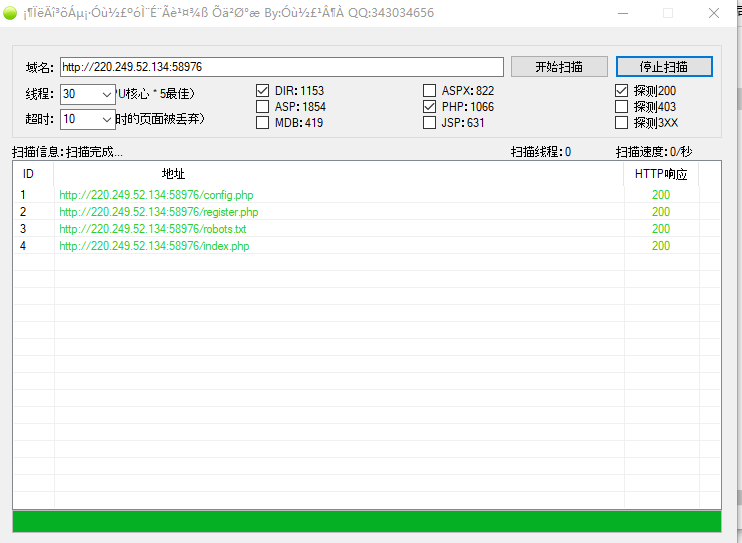 ¡¶ÏëÄî³õÁµ¡·Óù½£ºóÌ¨É¨Ãè¹¤¾ß Õä²Ø°æ By:Óù½£¹Â¶À QQ:343034656
域名: http://220.249.52.134:58976 开始扫描 停止扫描
线程: 30 U核心 * 5最佳） DIR:1153 ASPX:822 探测200
ASP:1854 PHP:1066 探测403
超时: 10 时的页面被丢弃） MDB:419 JSP:631 探测3XX
扫描信息:扫描完成... 扫描线程:0 扫描速度:0/秒
ID 地址 HTTP响应
1 http://220.249.52.134:58976/config.php 200
2 http://220.249.52.134:58976/register.php 200
3 http://220.249.52.134:58976/robots.txt 200
4 http://220.249.52.134:58976/index.php 200